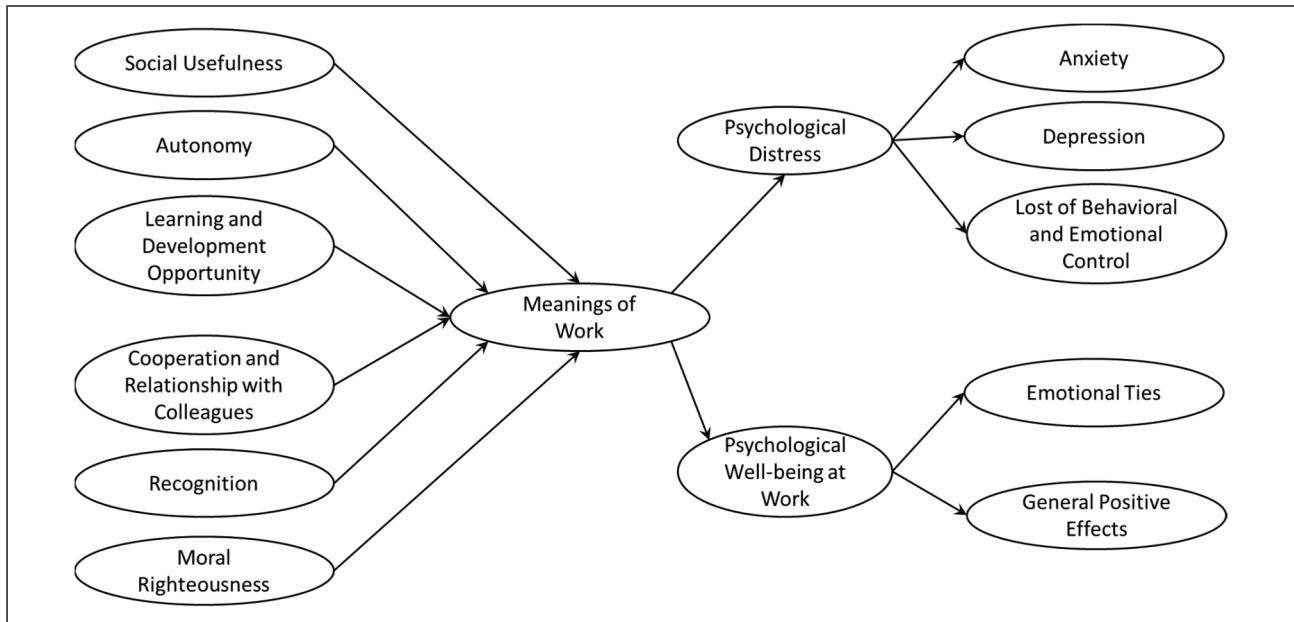 Social Usefulness
Autonomy
Learning and
Development
Opportunity
Cooperation and
Relationship with
Colleagues
Recognition
Moral
Righteousness
Meanings of
Work
Psychological
Distress
Psychological
Well-being at
Work
Anxiety
Depression
Lost of Behavioral
and Emotional
Control
Emotional Ties
General Positive
Effects